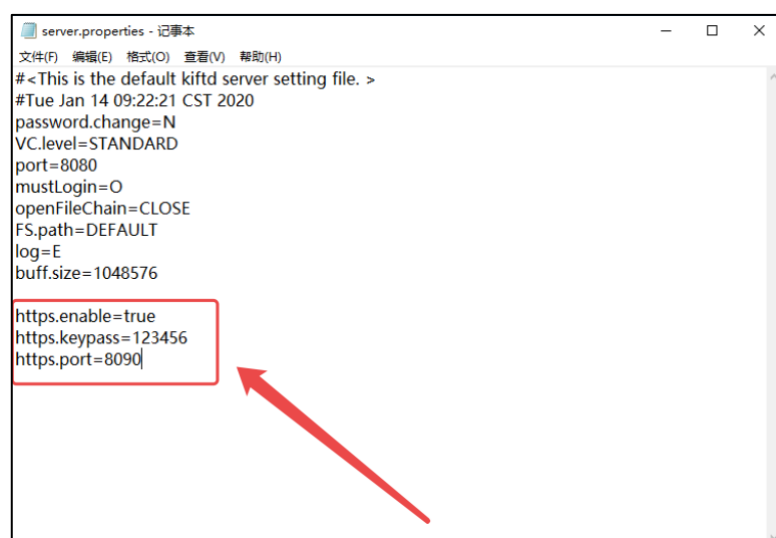 server.properties - 记事本
文件(F) 编辑(E) 格式(O) 查看(V) 帮助(H)
#<This is the default kiftd server setting file. >
#Tue Jan 14 09:22:21 CST 2020
password.change=N
VC.level=STANDARD
port=8080
mustLogin=O
openFileChain=CLOSE
FS.path=DEFAULT
log=E
buff.size=1048576
https.enable=true
https.keypass=123456
https.port=8090